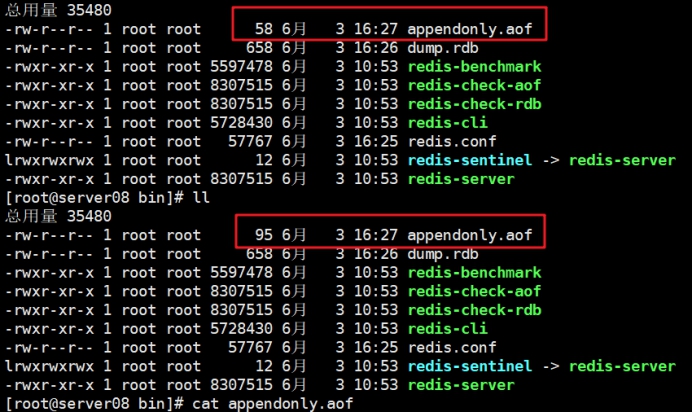 总用量 35480
-rw-r--r-- 1 root root 58 6月 3 16:27 appendonly.aof
-rw-r--r-- 1 root root 658 6月 3 16:26 dump.rdb
-rwxr-xr-x 1 root root 5597478 6月 3 10:53 redis-benchmark
-rwxr-xr-x 1 root root 8307515 6月 3 10:53 redis-check-aof
-rwxr-xr-x 1 root root 8307515 6月 3 10:53 redis-check-rdb
-rwxr-xr-x 1 root root 5728430 6月 3 10:53 redis-cli
-rw-r--r-- 1 root root 57767 6月 3 16:25 redis.conf
lrwxrwxrwx 1 root root 12 6月 3 10:53 redis-sentinel -> redis-server
-rwxr-xr-x 1 root root 8307515 6月 3 10:53 redis-server
[root@server08 bin]# ll
总用量 35480
-rw-r--r-- 1 root root 95 6月 3 16:27 appendonly.aof
-rw-r--r-- 1 root root 658 6月 3 16:26 dump.rdb
-rwxr-xr-x 1 root root 5597478 6月 3 10:53 redis-benchmark
-rwxr-xr-x 1 root root 8307515 6月 3 10:53 redis-check-aof
-rwxr-xr-x 1 root root 8307515 6月 3 10:53 redis-check-rdb
-rwxr-xr-x 1 root root 5728430 6月 3 10:53 redis-cli
-rw-r--r-- 1 root root 57767 6月 3 16:25 redis.conf
lrwxrwxrwx 1 root root 12 6月 3 10:53 redis-sentinel -> redis-server
-rwxr-xr-x 1 root root 8307515 6月 3 10:53 redis-server
[root@server08 bin]# cat appendonly.aof